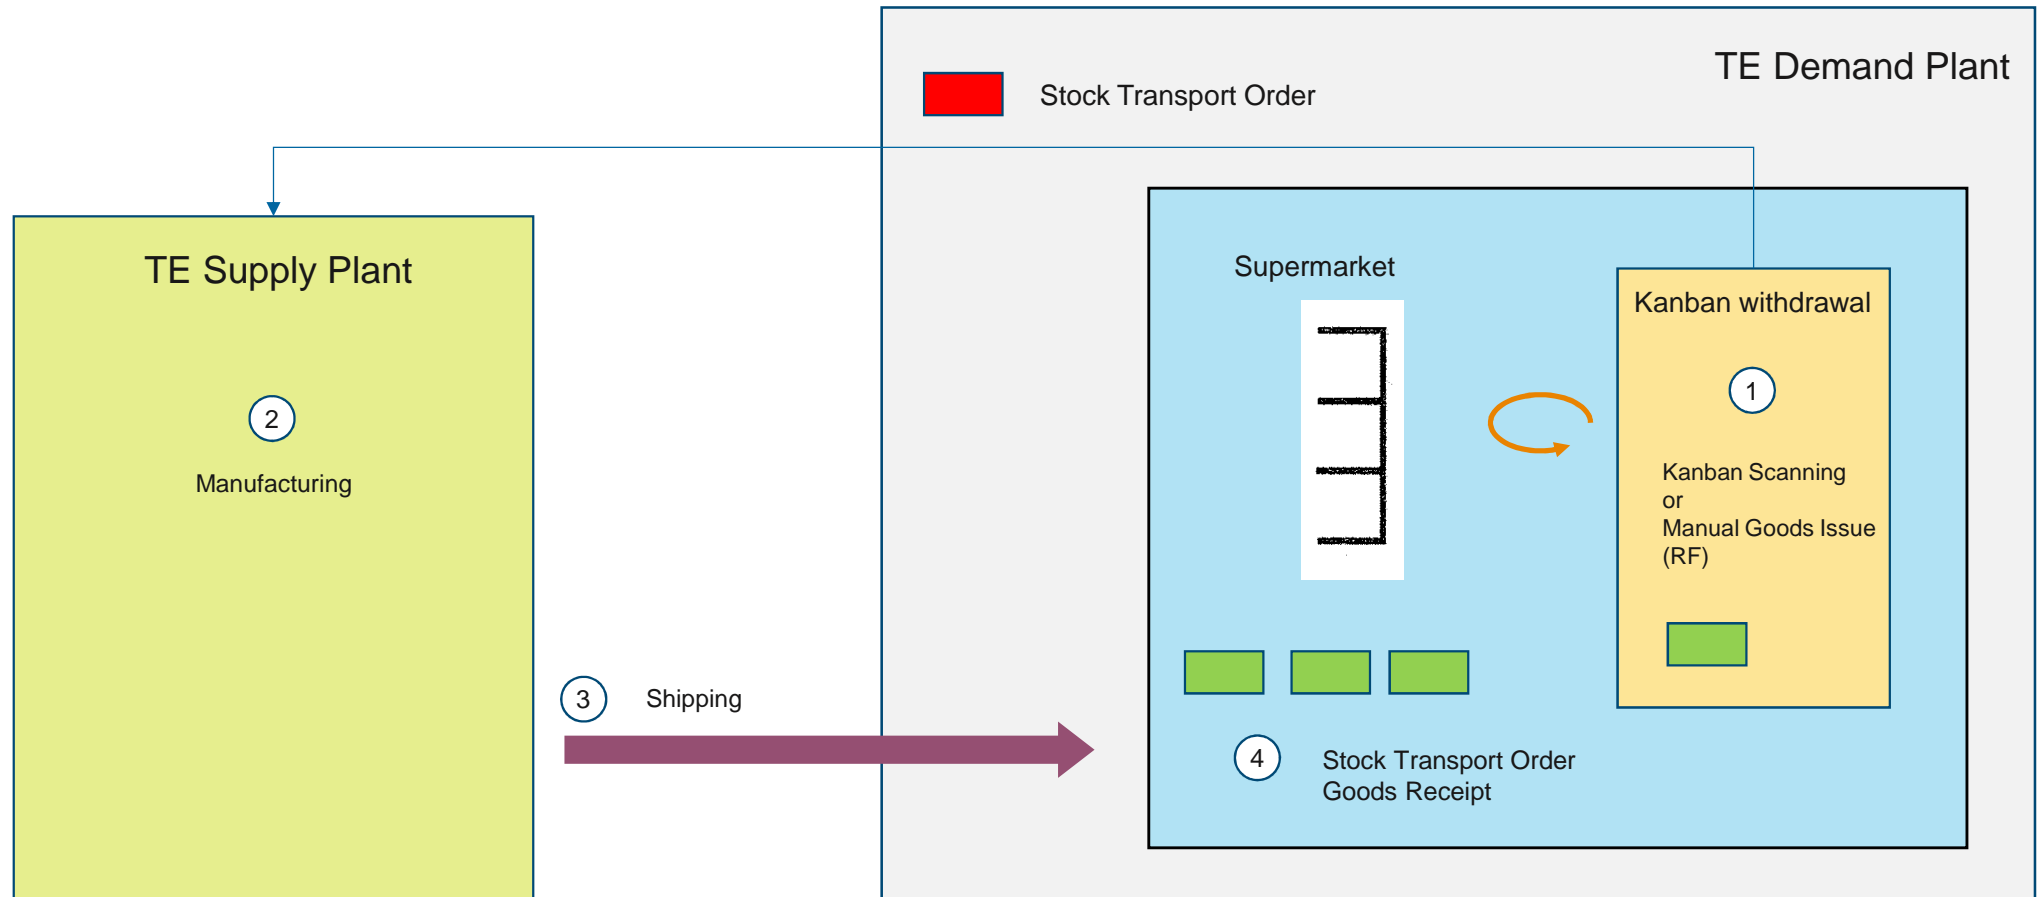 TE Demand Plant
Stock Transport Order
TE Supply Plant
2
Manufacturing
3
Shipping
Supermarket
Kanban withdrawal
1
Kanban Scanning
or
Manual Goods Issue
(RF)
4
Stock Transport Order
Goods Receipt